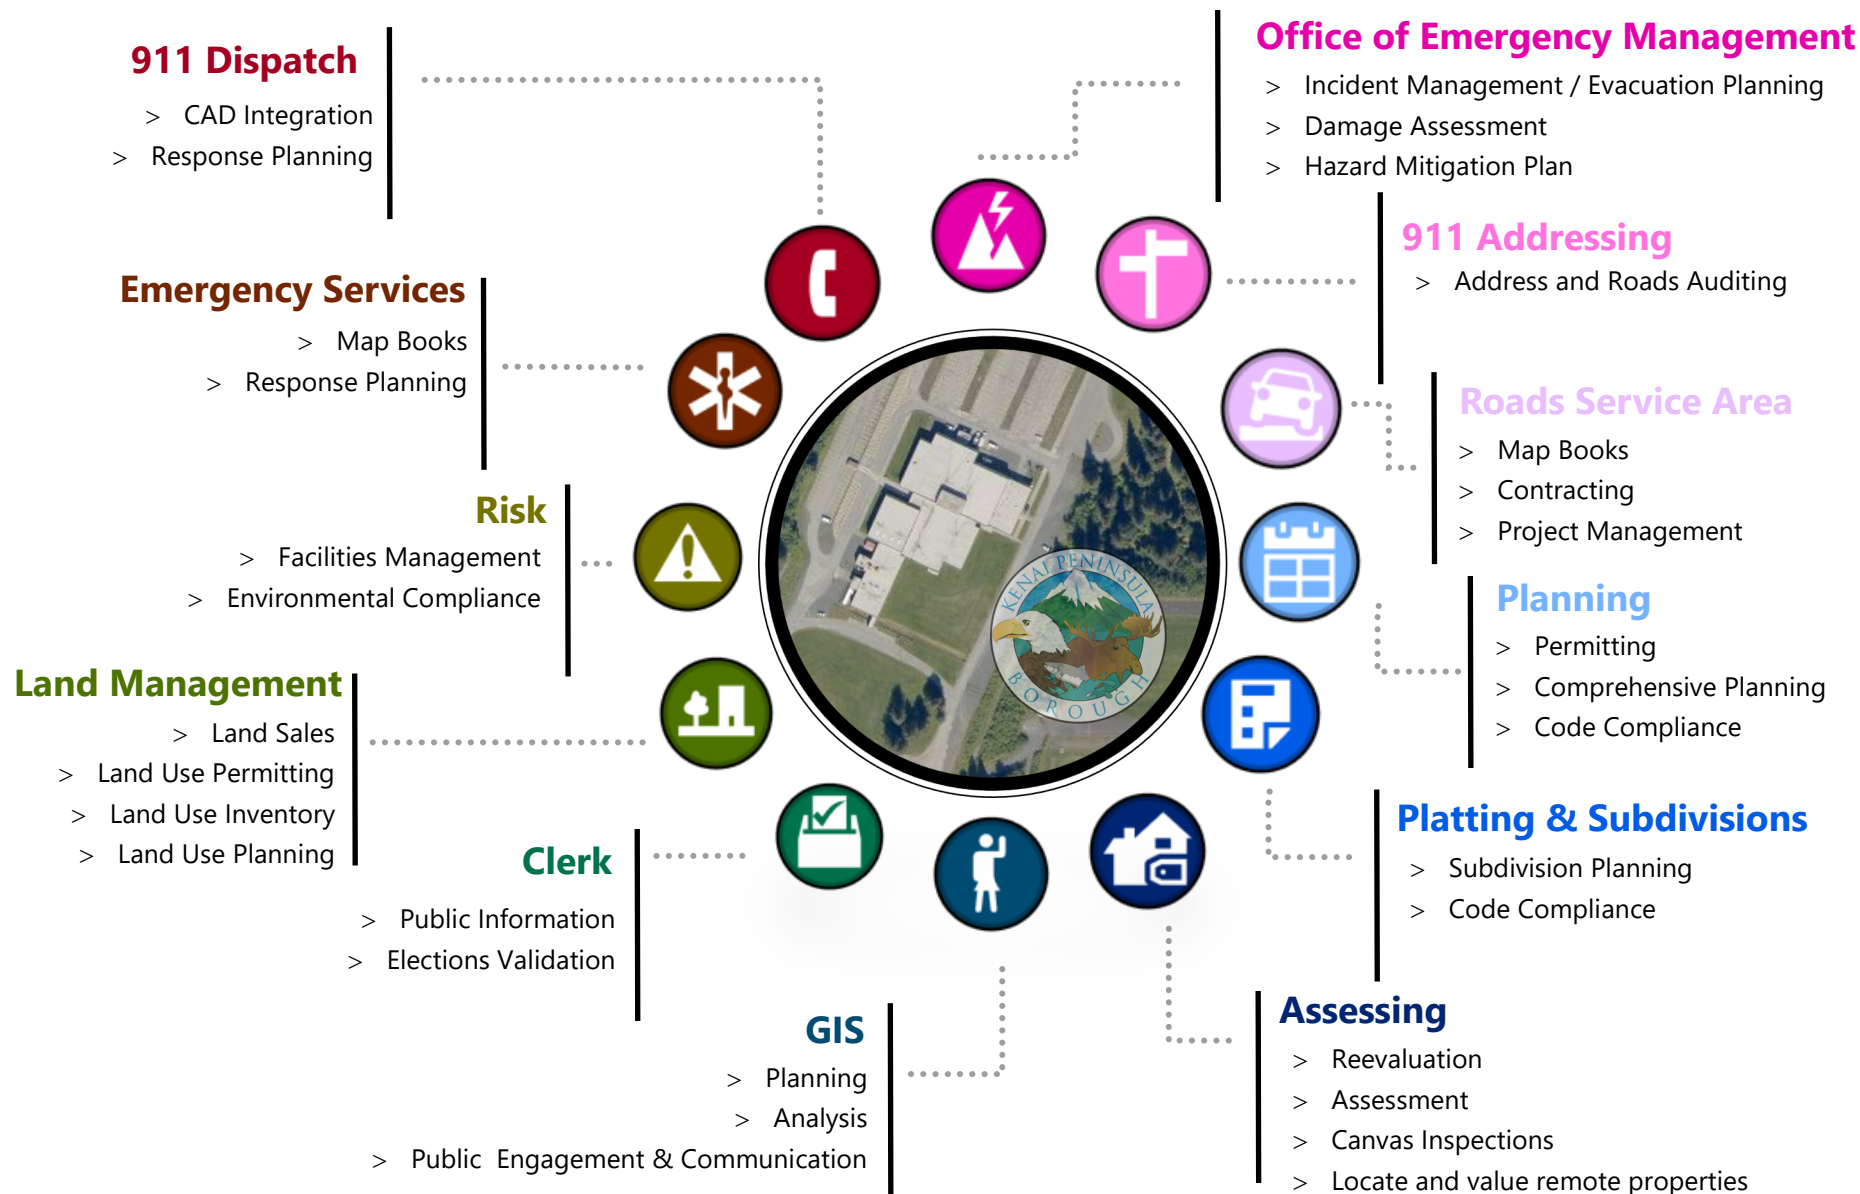 911 Dispatch
> CAD Integration
> Response Planning
Office of Emergency Management
> Incident Management / Evacuation Planning
> Damage Assessment
> Hazard Mitigation Plan
911 Addressing
> Address and Roads Auditing
Emergency Services
> Map Books
> Response Planning
Roads Service Area
> Map Books
> Contracting
> Project Management
Risk
> Facilities Management
> Environmental Compliance
Planning
> Permitting
> Comprehensive Planning
> Code Compliance
KENAI PENINSULA
BOROUGH
Land Management
> Land Sales
> Land Use Permitting
> Land Use Inventory
> Land Use Planning
Platting & Subdivisions
> Subdivision Planning
> Code Compliance
Clerk
> Public Information
> Elections Validation
GIS
> Planning
> Analysis
> Public Engagement & Communication
Assessing
> Reevaluation
> Assessment
> Canvas Inspections
> Locate and value remote properties